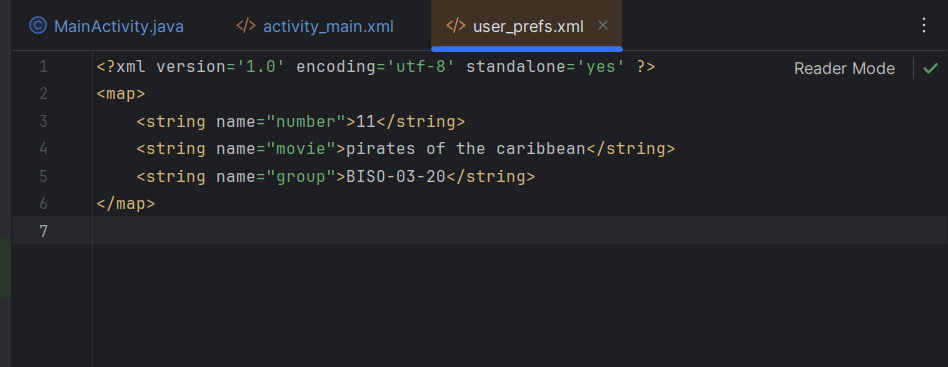 MainActivity.java
activity_main.xml
user_prefs.xml
Reader Mode
1 <?xml version='1.0' encoding='utf-8' standalone='yes' ?>
2 <map>
3     <string name="number">11</string>
4     <string name="movie">pirates of the caribbean</string>
5     <string name="group">BISO-03-20</string>
6 </map>
7